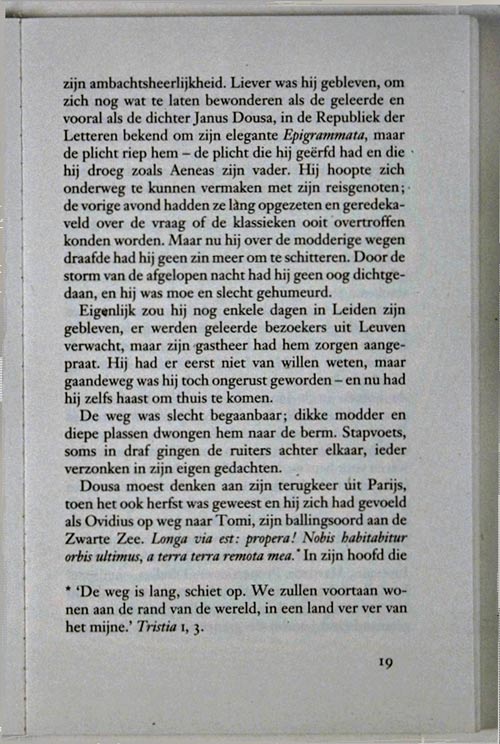 zijn ambachtsheerlijkheid. Liever was hij gebleven, om
zich nog wat te laten bewonderen als de geleerde en
vooral als de dichter Janus Dousa, in de Republiek der
Letteren bekend om zijn elegante Epigrammata, maar
de plicht riep hem – de plicht die hij geërfd had en die
hij droeg zoals Aeneas zijn vader. Hij hoopte zich
onderweg te kunnen vermaken met zijn reisgenoten;
de vorige avond hadden ze làng opgezeten en geredeka-
veld over de vraag of de klassieken ooit overtroffen
konden worden. Maar nu hij over de modderige wegen
draafde had hij geen zin meer om te schitteren. Door de
storm van de afgelopen nacht had hij geen oog dichtge-
daan, en hij was moe en slecht gehumeurd.
Eigenlijk zou hij nog enkele dagen in Leiden zijn
gebleven, er werden geleerde bezoekers uit Leuven
verwacht, maar zijn gastheer had hem zorgen aange-
praat. Hij had er eerst niet van willen weten, maar
gaandeweg was hij toch ongerust geworden – en nu had
hij zelfs haast om thuis te komen.
De weg was slecht begaanbaar; dikke modder en
diepe plassen dwongen hem naar de berm. Stapvoets,
soms in draf gingen de ruiters achter elkaar, ieder
verzonken in zijn eigen gedachten.
Dousa moest denken aan zijn terugkeer uit Parijs,
toen het ook herfst was geweest en hij zich had gevoeld
als Ovidius op weg naar Tomi, zijn ballingsoord aan de
Zwarte Zee. Longa via est: propera! Nobis habitabitur
orbis ultimus, a terra terra remota mea.* In zijn hoofd die
* ‘De weg is lang, schiet op. We zullen voortaan wo-
nen aan de rand van de wereld, in een land ver ver van
het mijne.’ Tristia 1, 3.
19